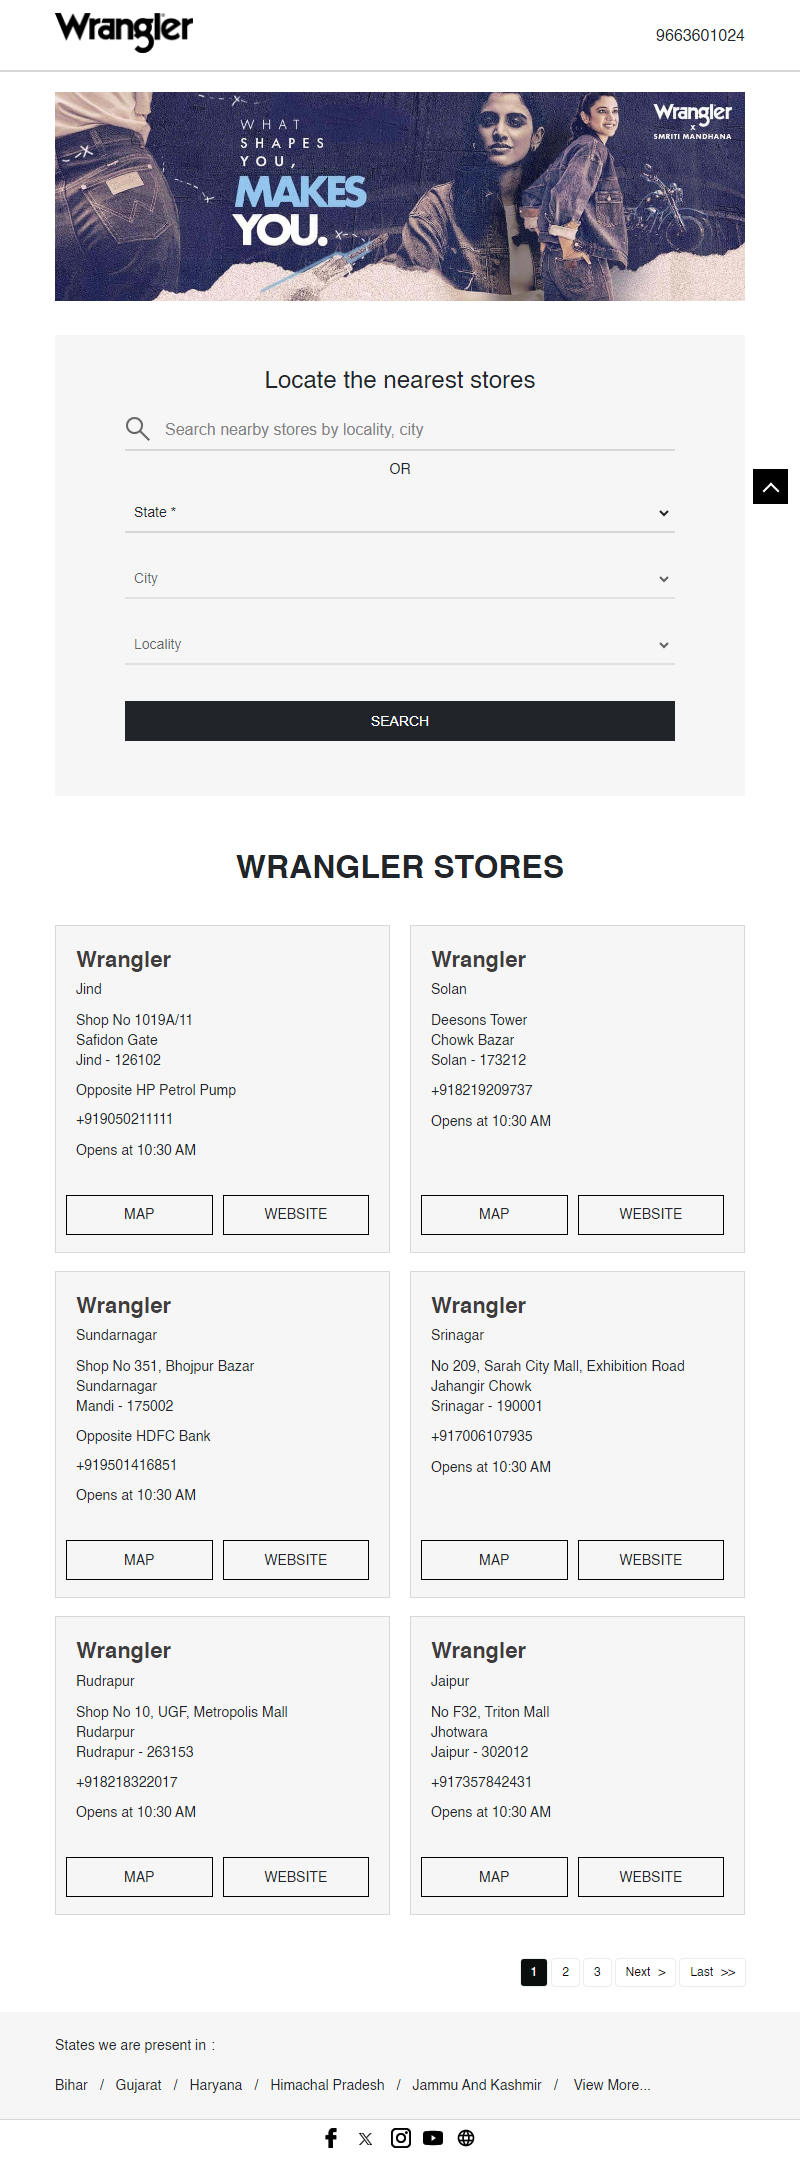 Wrangler
9663601024
WHAT
SHAPES
YOU,
MAKES
YOU.
Wrangler
x
SMRITI MANDHANA
Locate the nearest stores
Search nearby stores by locality, city
OR
State *
City
Locality
SEARCH
WRANGLER STORES
Wrangler
Jind
Shop No 1019A/11
Safidon Gate
Jind - 126102
Opposite HP Petrol Pump
+919050211111
Opens at 10:30 AM
MAP WEBSITE
Wrangler
Solan
Deesons Tower
Chowk Bazar
Solan - 173212
+918219209737
Opens at 10:30 AM
MAP WEBSITE
Wrangler
Sundarnagar
Shop No 351, Bhojpur Bazar
Sundarnagar
Mandi - 175002
Opposite HDFC Bank
+919501416851
Opens at 10:30 AM
MAP WEBSITE
Wrangler
Srinagar
No 209, Sarah City Mall, Exhibition Road
Jahangir Chowk
Srinagar - 190001
+917006107935
Opens at 10:30 AM
MAP WEBSITE
Wrangler
Rudrapur
Shop No 10, UGF, Metropolis Mall
Rudarpur
Rudrapur - 263153
+918218322017
Opens at 10:30 AM
MAP WEBSITE
Wrangler
Jaipur
No F32, Triton Mall
Jhotwara
Jaipur - 302012
+917357842431
Opens at 10:30 AM
MAP WEBSITE
1 2 3 Next > Last >>
States we are present in :
Bihar / Gujarat / Haryana / Himachal Pradesh / Jammu And Kashmir / View More...